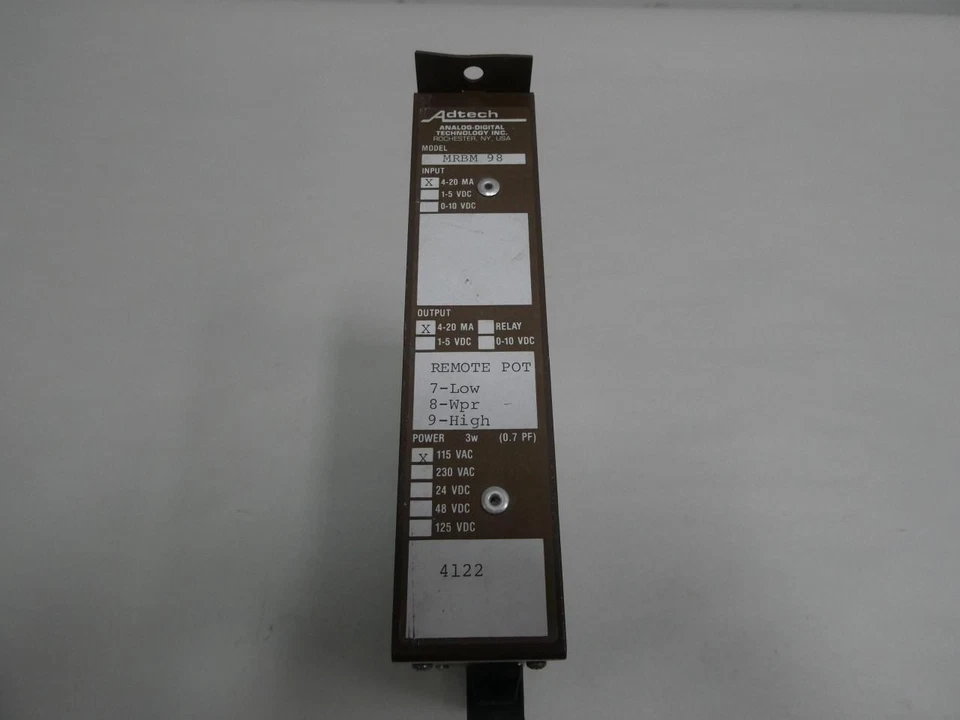 Adtech
ANALOG-DIGITAL
TECHNOLOGY INC.
ROCHESTER, NY, USA
MODEL
MRBM 98
INPUT
X 4-20 MA
1-5 VDC
0-10 VDC
OUTPUT
X 4-20 MA RELAY
1-5 VDC 0-10 VDC
REMOTE POT
7-Low
8-Wpr
9-High
POWER 3w (0.7 PF)
X 115 VAC
230 VAC
24 VDC
48 VDC
125 VDC
4122